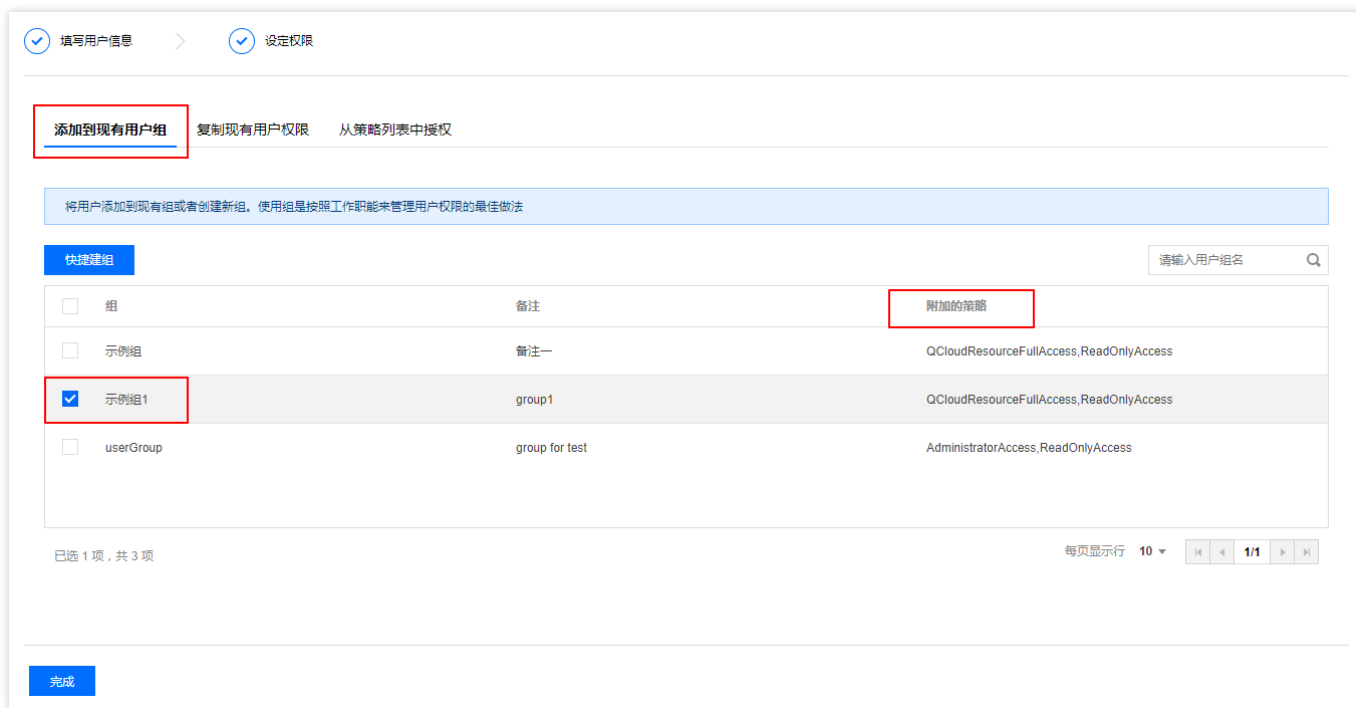 填写用户信息 设定权限
添加到现有用户组 复制现有用户权限 从策略列表中授权
将用户添加到现有组或者创建新组。使用组是按照工作职能来管理用户权限的最佳做法
快捷建组 请输入用户组名
组 备注 附加的策略
示例组 备注一 QCloudResourceFullAccess,ReadOnlyAccess
示例组1 group1 QCloudResourceFullAccess,ReadOnlyAccess
userGroup group for test AdministratorAccess,ReadOnlyAccess
已选 1 项，共 3 项 每页显示行 10 1/1
完成